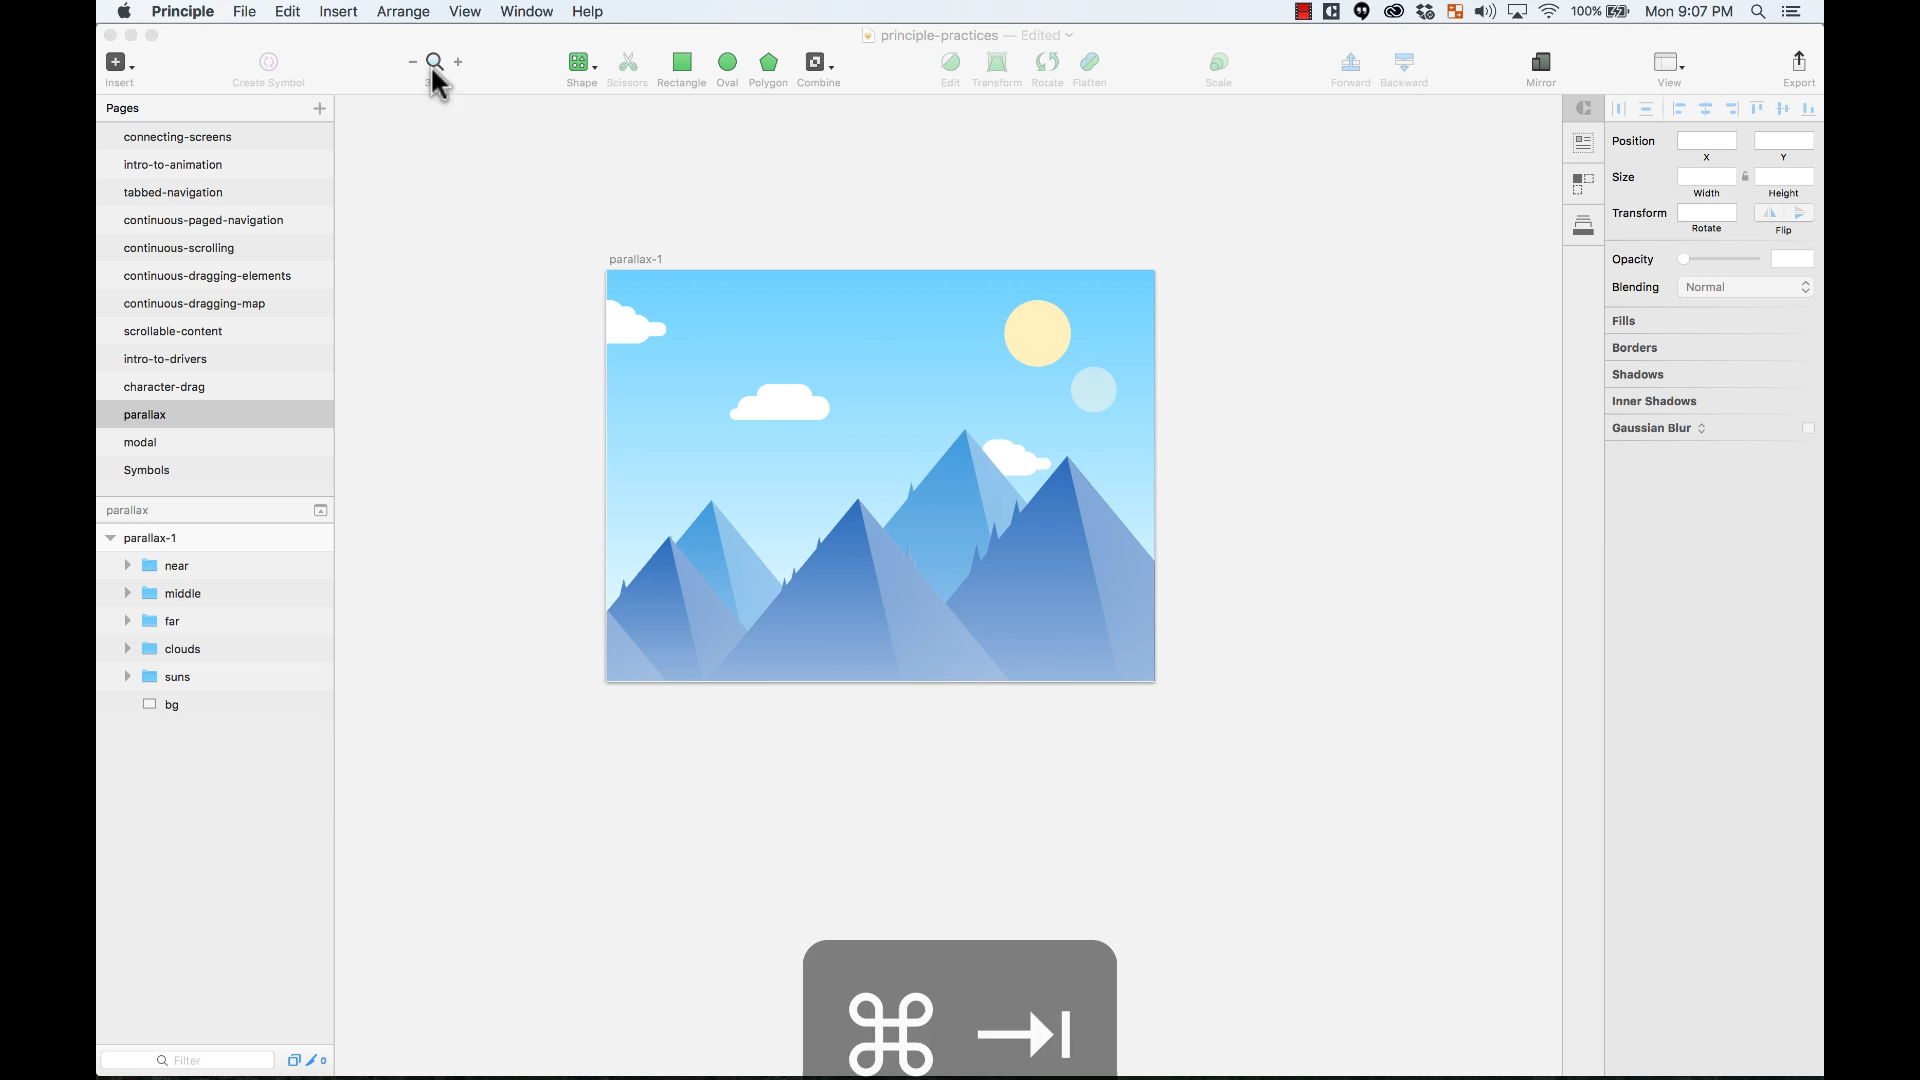 Principle File Edit Insert Arrange View Window Help 100% Mon 9:07 PM
principle-practices — Edited
Insert Create Symbol Shape Scissors Rectangle Oval Polygon Combine Edit Transform Rotate Flatten Scale Forward Backward Mirror View Export
Pages
connecting-screens
intro-to-animation
tabbed-navigation
continuous-paged-navigation
continuous-scrolling
continuous-dragging-elements
continuous-dragging-map
scrollable-content
intro-to-drivers
character-drag
parallax
modal
Symbols
parallax
parallax-1
near
middle
far
clouds
suns
bg
Filter 0
parallax-1
Position
X Y
Size
Width Height
Transform
Rotate Flip
Opacity
Blending Normal
Fills
Borders
Shadows
Inner Shadows
Gaussian Blur